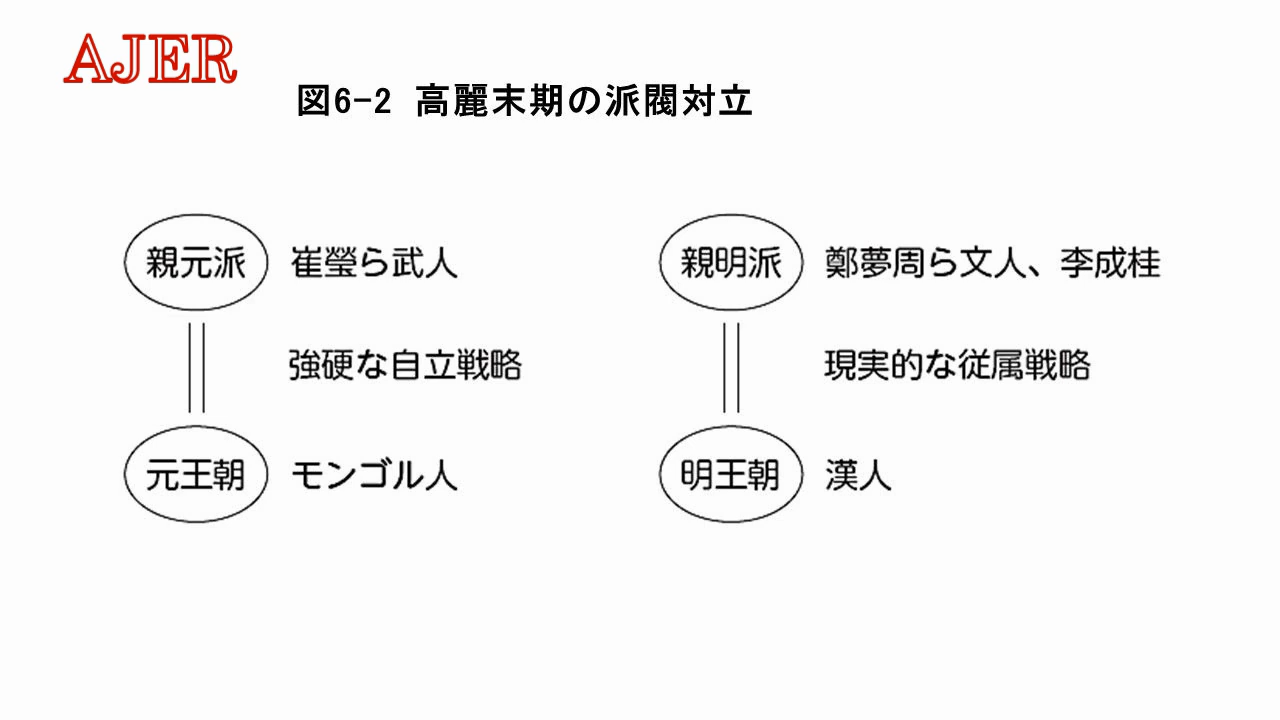 AJER
図6-2 高麗末期の派閥対立
親元派 崔瑩ら武人
強硬な自立戦略
元王朝 モンゴル人
親明派 鄭夢周ら文人、李成桂
現実的な従属戦略
明王朝 漢人